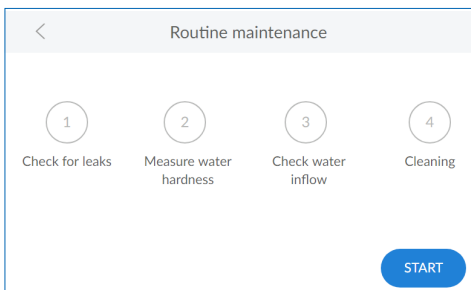 Routine maintenance
1
2
3
4
Check for leaks
Measure water
hardness
Check water
inflow
Cleaning
START